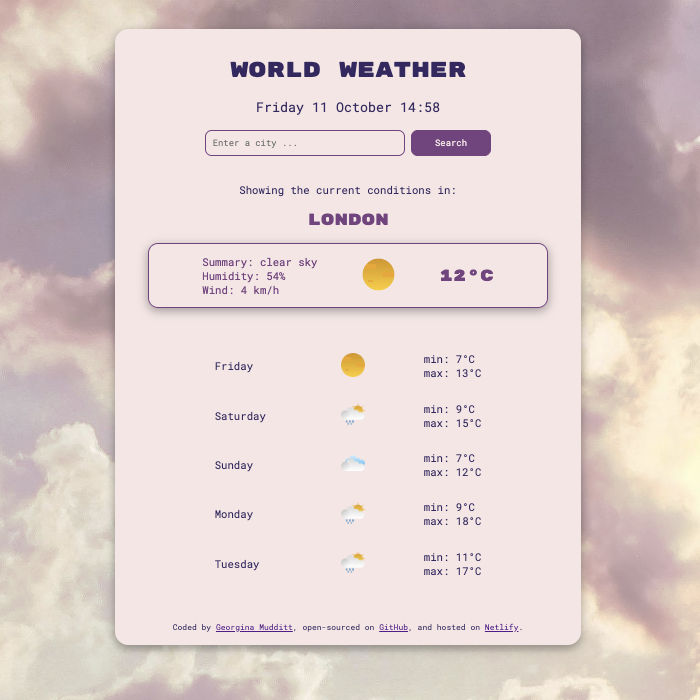 WORLD WEATHER
Friday 11 October 14:58
Enter a city ...
Search
Showing the current conditions in:
LONDON
Summary: clear sky
Humidity: 54%
Wind: 4 km/h
12°C
Friday
min: 7°C
max: 13°C
Saturday
min: 9°C
max: 15°C
Sunday
min: 7°C
max: 12°C
Monday
min: 9°C
max: 18°C
Tuesday
min: 11°C
max: 17°C
Coded by Georgina Mudditt, open-sourced on GitHub, and hosted on Netlify.